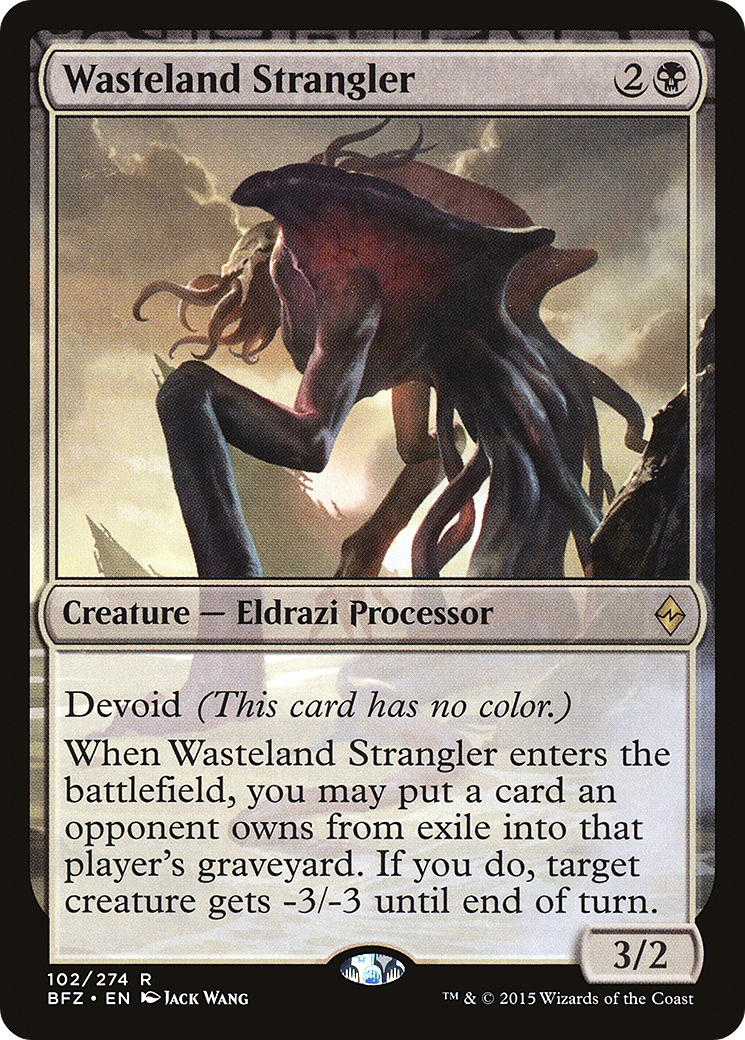 Wasteland Strangler 2
Creature — Eldrazi Processor
Devoid (This card has no color.)
When Wasteland Strangler enters the
battlefield, you may put a card an
opponent owns from exile into that
player's graveyard. If you do, target
creature gets -3/-3 until end of turn.
3/2
102/274 R
BFZ • EN Jack Wang
™ & © 2015 Wizards of the Coast